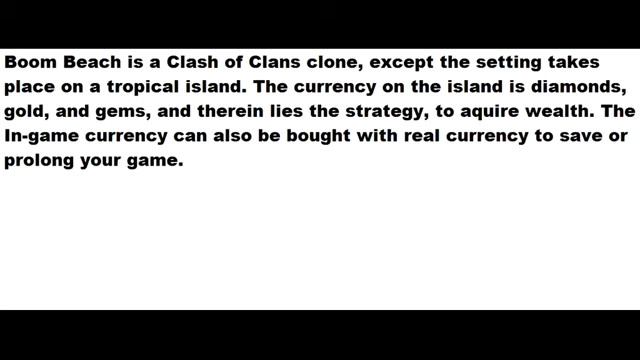 Boom Beach is a Clash of Clans clone, except the setting takes
place on a tropical island. The currency on the island is diamonds,
gold, and gems, and therein lies the strategy, to aquire wealth. The
In-game currency can also be bought with real currency to save or
prolong your game.